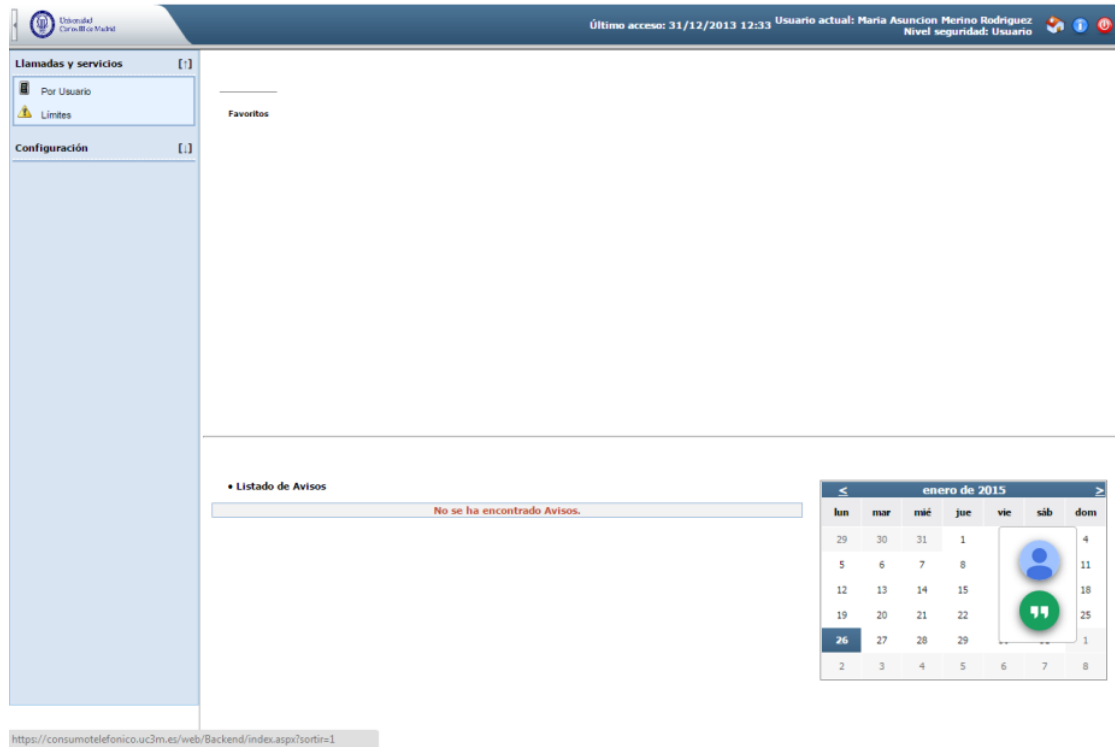 Universidad
Carlos III de Madrid
Último acceso: 31/12/2013 12:33 Usuario actual: Maria Asuncion Merino Rodriguez
Nivel seguridad: Usuario
Llamadas y servicios [↑]
Por Usuario
Límites
Configuración [↓]
Favoritos
• Listado de Avisos
No se ha encontrado Avisos.
< enero de 2015 >
lun mar mié jue vie sáb dom
29 30 31 1 4
5 6 7 8 11
12 13 14 15 18
19 20 21 22 25
26 27 28 29 1
2 3 4 5 6 7 8
https://consumotelefonico.uc3m.es/web/Backend/index.aspx?sortir=1